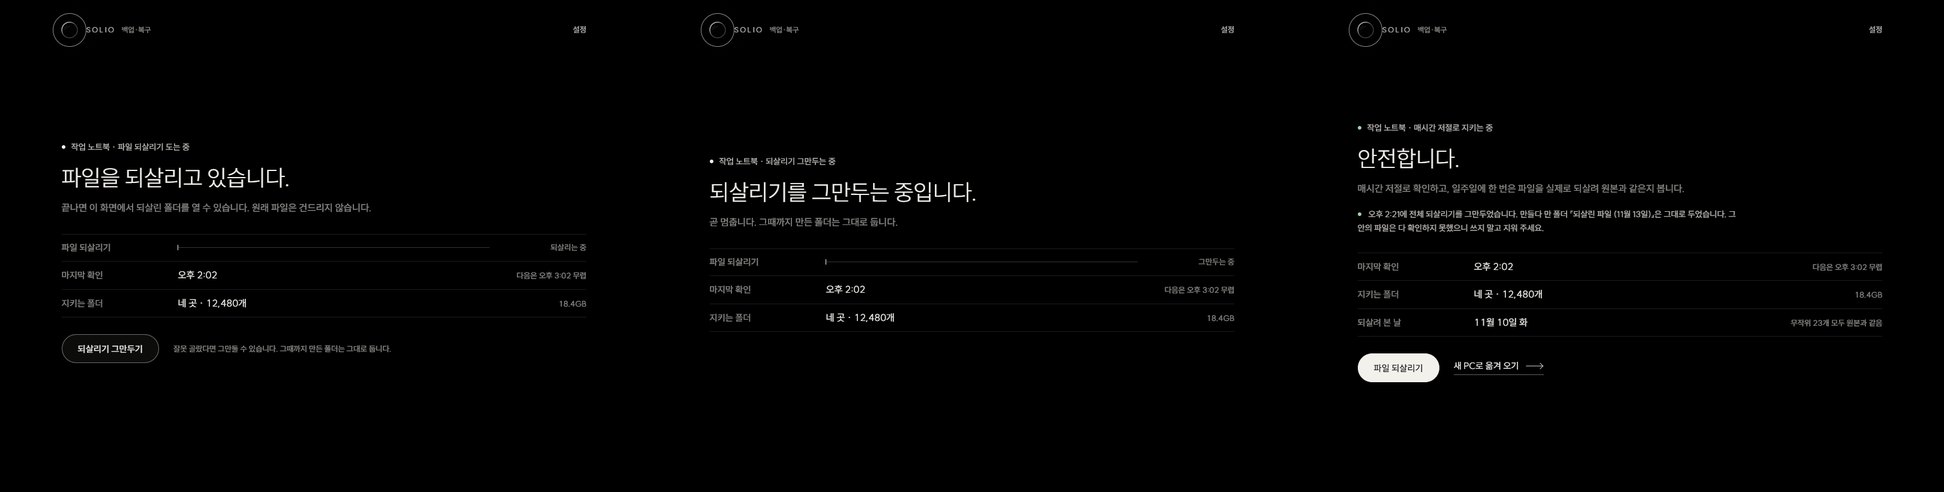 SOLIO 백업·복구
설정
작업 노트북 · 파일 되살리기 도는 중
파일을 되살리고 있습니다.
끝나면 이 화면에서 되살린 폴더를 열 수 있습니다. 원래 파일은 건드리지 않습니다.
파일 되살리기 되살리는 중
마지막 확인 오후 2:02 다음은 오후 3:02 무렵
지키는 폴더 네 곳 · 12,480개 18.4GB
되살리기 그만두기 잘못 골랐다면 그만둘 수 있습니다. 그때까지 만든 폴더는 그대로 둡니다.
SOLIO 백업·복구
설정
작업 노트북 · 되살리기 그만두는 중
되살리기를 그만두는 중입니다.
곧 멈춥니다. 그때까지 만든 폴더는 그대로 둡니다.
파일 되살리기 그만두는 중
마지막 확인 오후 2:02 다음은 오후 3:02 무렵
지키는 폴더 네 곳 · 12,480개 18.4GB
SOLIO 백업·복구
설정
작업 노트북 · 매시간 저절로 지키는 중
안전합니다.
매시간 저절로 확인하고, 일주일에 한 번은 파일을 실제로 되살려 원본과 같은지 봅니다.
오후 2:21에 전체 되살리기를 그만두었습니다. 만들다 만 폴더 「되살린 파일 (11월 13일)」은 그대로 두었습니다. 그
안의 파일은 다 확인하지 못했으니 쓰지 말고 지워 주세요.
마지막 확인 오후 2:02 다음은 오후 3:02 무렵
지키는 폴더 네 곳 · 12,480개 18.4GB
되살려 본 날 11월 10일 화 무작위 23개 모두 원본과 같음
파일 되살리기 새 PC로 옮겨 오기